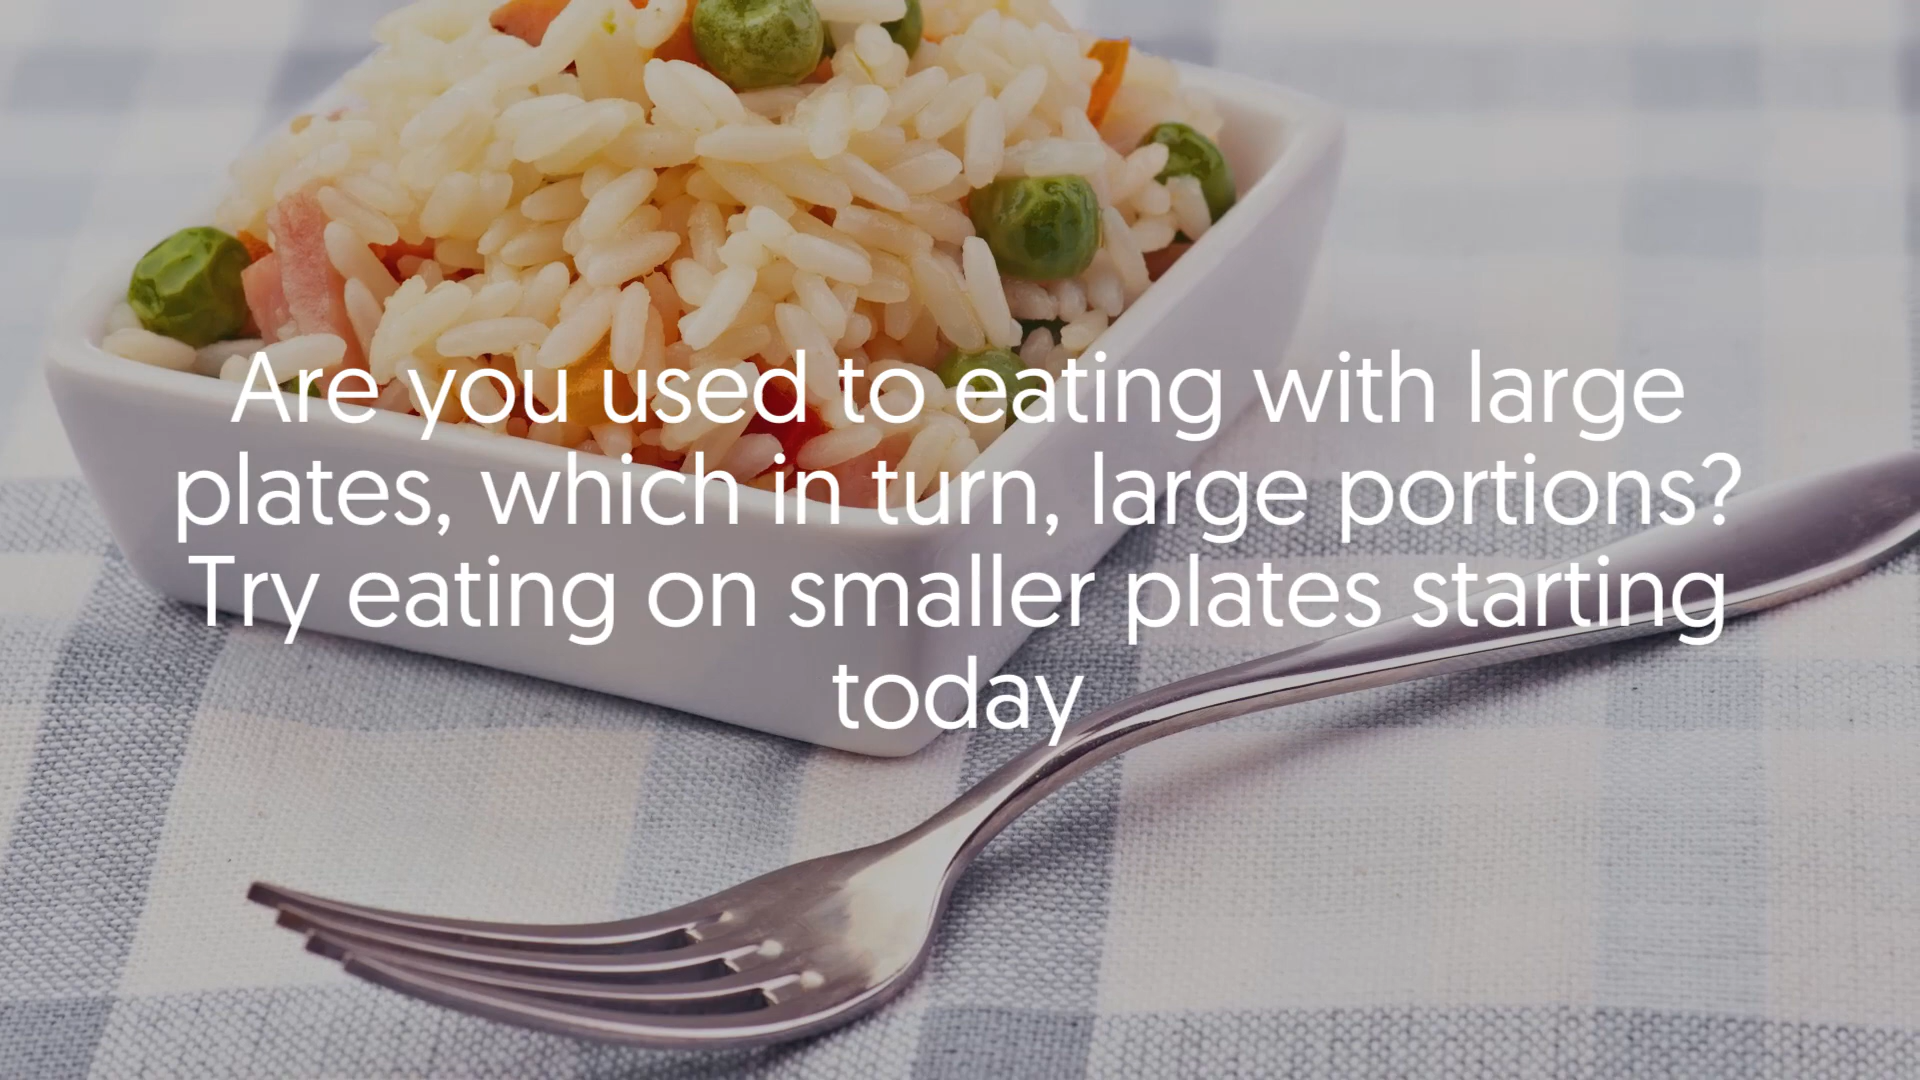 Are you used to eating with large
plates, which in turn, large portions?
Try eating on smaller plates starting
today